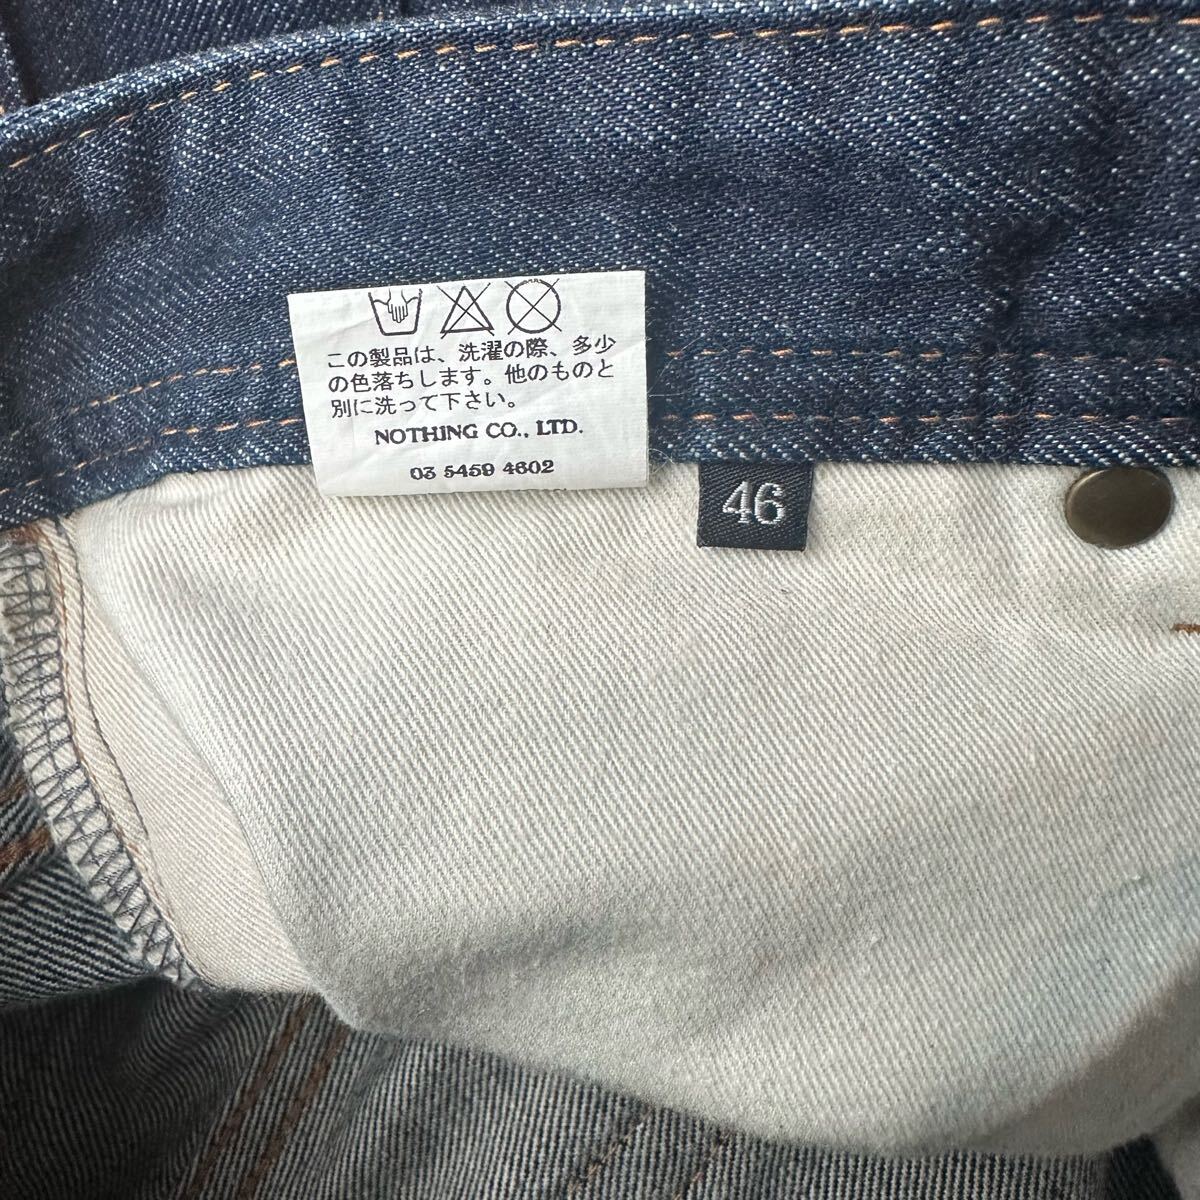 この製品は、洗濯の際、多少
の色落ちします。他のものと
別に洗って下さい。
NOTHING CO., LTD.
03 5459 4602
46